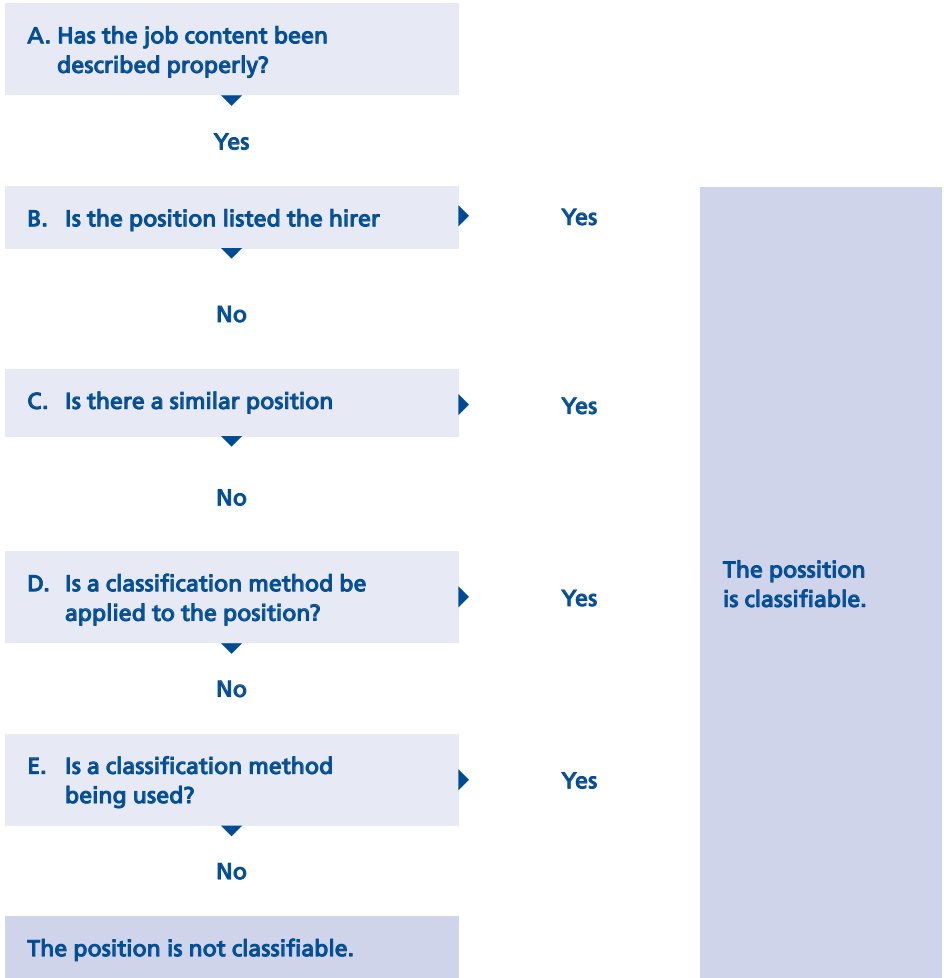 A. Has the job content been
described properly?
Yes
B. Is the position listed the hirer
Yes
No
C. Is there a similar position
Yes
No
D. Is a classification method be
applied to the position?
Yes
No
E. Is a classification method
being used?
Yes
No
The position is not classifiable.
The possition
is classifiable.